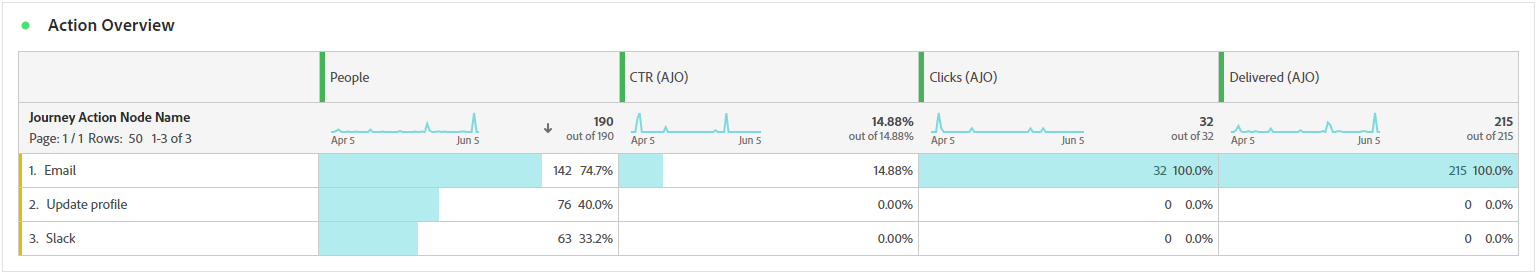 Action Overview
People CTR (AJO) Clicks (AJO) Delivered (AJO)
Journey Action Node Name
Page: 1 / 1 Rows: 50 1-3 of 3
Apr 5 Jun 5 190 out of 190
Apr 5 Jun 5 14.88% out of 14.88%
Apr 5 Jun 5 32 out of 32
Apr 5 Jun 5 215 out of 215
1. Email 142 74.7% 14.88% 32 100.0% 215 100.0%
2. Update profile 76 40.0% 0.00% 0 0.0% 0 0.0%
3. Slack 63 33.2% 0.00% 0 0.0% 0 0.0%